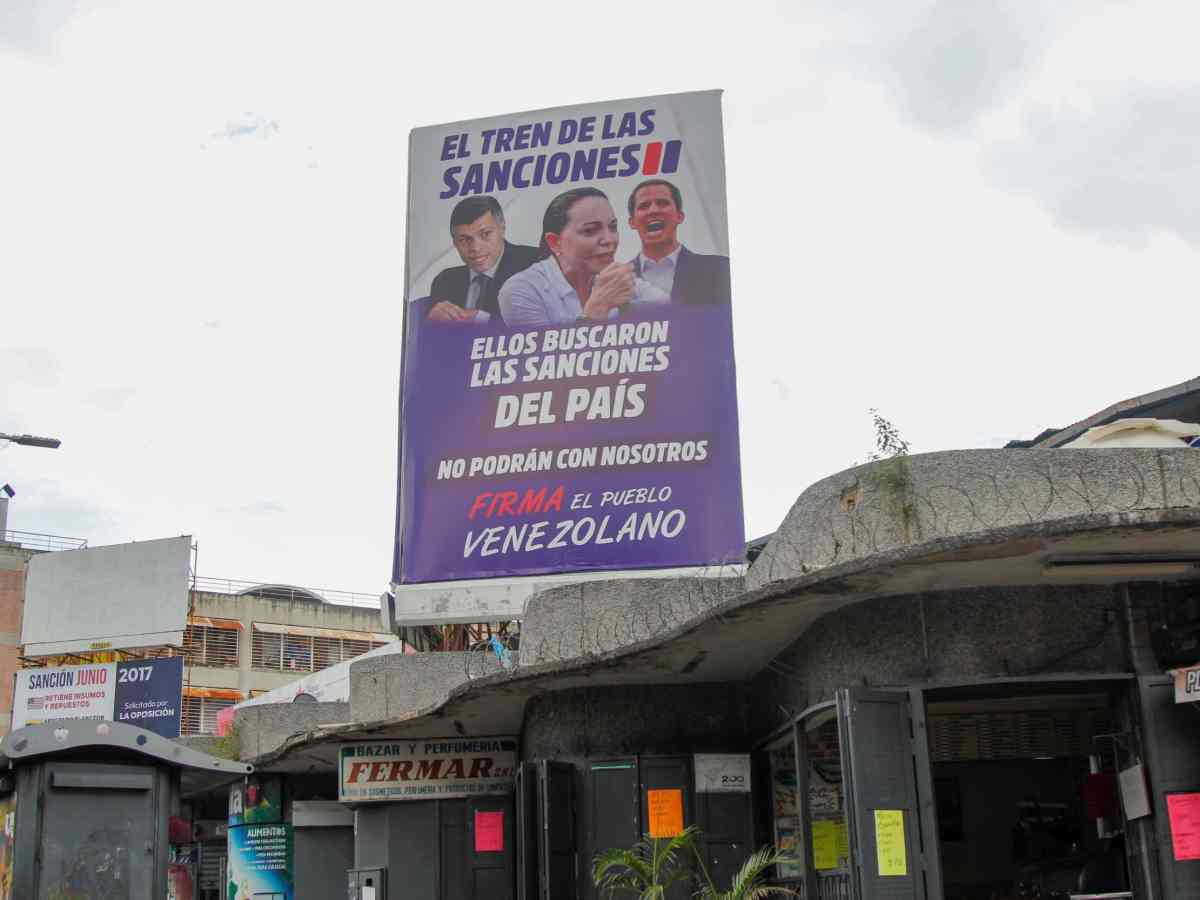 EL TREN DE LAS
SANCIONES
ELLOS BUSCARON
LAS SANCIONES
DEL PAÍS
NO PODRÁN CON NOSOTROS
FIRMA EL PUEBLO
VENEZOLANO
SANCIÓN JUNIO
RETIENE INSUMOS
Y REPUESTOS
2017
Solicitado por
LA OPOSICIÓN
BAZAR Y PERFUMERIA
FERMAR
ALIMENTOS
200